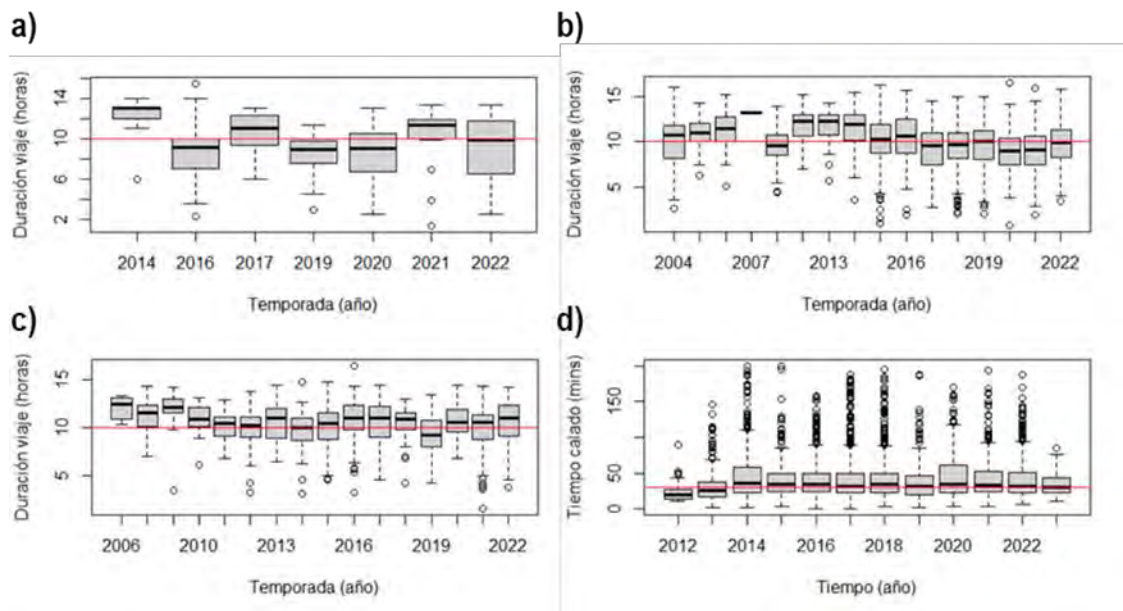 a)
Duración viaje (horas)
14
10
6
2
2014 2016 2017 2019 2020 2021 2022
Temporada (año)
b)
Duración viaje (horas)
15
10
5
2004 2007 2013 2016 2019 2022
Temporada (año)
c)
Duración viaje (horas)
15
10
5
2006 2010 2013 2016 2019 2022
Temporada (año)
d)
Tiempo calado (mins)
150
50
0
2012 2014 2016 2018 2020 2022
Tiempo (año)